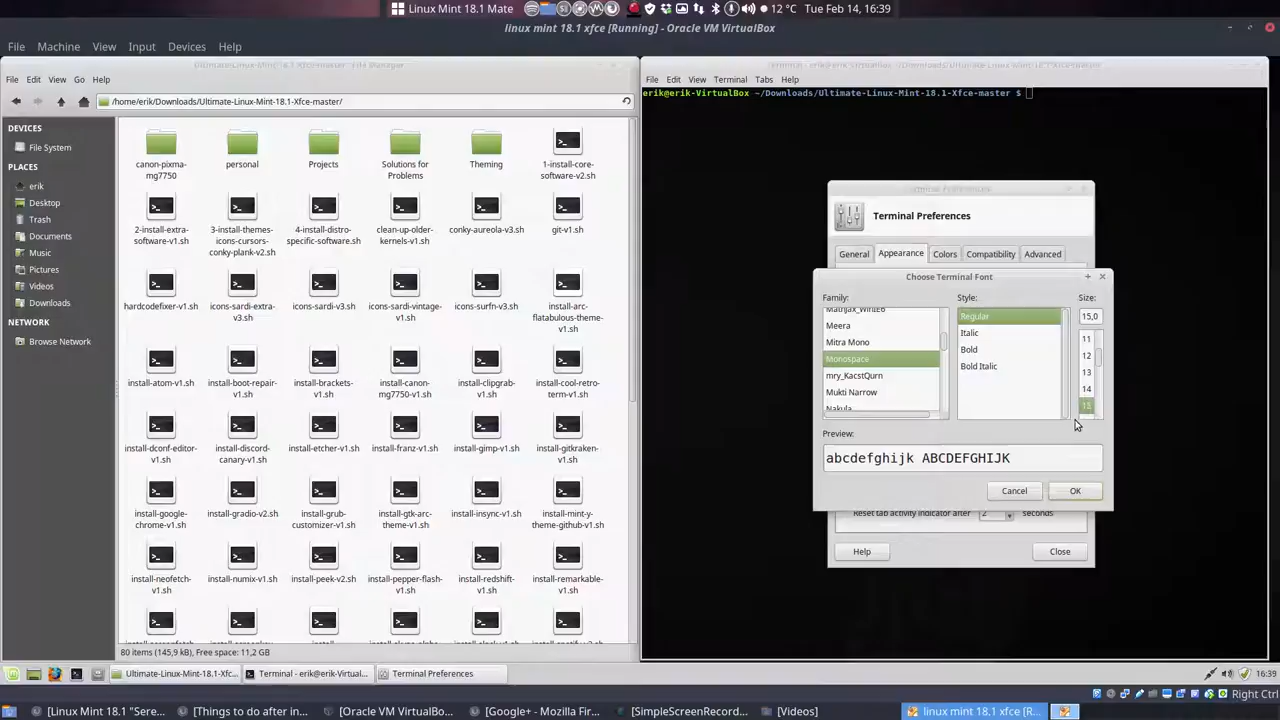 Linux Mint 18.1 Mate
12 °C Tue Feb 14, 16:39
linux mint 18.1 xfce [Running] - Oracle VM VirtualBox
File Machine View Input Devices Help
File Edit View Go Help
/home/erik/Downloads/Ultimate-Linux-Mint-18.1-Xfce-master/
DEVICES
File System
PLACES
erik
Desktop
Trash
Documents
Music
Pictures
Videos
Downloads
NETWORK
Browse Network
canon-pixma-mg7750
personal
Projects
Solutions for Problems
Theming
1-install-core-software-v2.sh
2-install-extra-software-v1.sh
3-install-themes-icons-cursors-conky-plank-v2.sh
4-install-distro-specific-software.sh
clean-up-older-kernels-v1.sh
conky-aureola-v3.sh
git-v1.sh
hardcodefixer-v1.sh
icons-sardi-extra-v3.sh
icons-sardi-v3.sh
icons-sardi-vintage-v1.sh
icons-surfn-v3.sh
install-arc-flatabulous-theme-v1.sh
install-atom-v1.sh
install-boot-repair-v1.sh
install-brackets-v1.sh
install-canon-mg7750-v1.sh
install-clipgrab-v1.sh
install-cool-retro-term-v1.sh
install-dconf-editor-v1.sh
install-discord-canary-v1.sh
install-etcher-v1.sh
install-franz-v1.sh
install-gimp-v1.sh
install-gitkraken-v1.sh
install-google-chrome-v1.sh
install-gradio-v2.sh
install-grub-customizer-v1.sh
install-gtk-arc-theme-v1.sh
install-insync-v1.sh
install-mint-y-theme-github-v1.sh
install-neofetch-v1.sh
install-numix-v1.sh
install-peek-v2.sh
install-pepper-flash-v1.sh
install-redshift-v1.sh
install-remarkable-v1.sh
80 items (145,9 kB), Free space: 11,2 GB
File Edit View Terminal Tabs Help
erik@erik-VirtualBox ~/Downloads/Ultimate-Linux-Mint-18.1-Xfce-master $
Terminal Preferences
General Appearance Colors Compatibility Advanced
Choose Terminal Font
Family: Style: Size:
Meera
Mitra Mono
Monospace
mry_KacstQurn
Mukti Narrow
Nakula
Regular
Italic
Bold
Bold Italic
15,0
11
12
13
14
15
Preview:
abcdefghijk ABCDEFGHIJK
Cancel OK
Reset tab activity indicator after 2 seconds
Help Close
Ultimate-Linux-Mint-18.1-Xfc... Terminal - erik@erik-Virtual... Terminal Preferences
16:39
Right Ctrl
[Linux Mint 18.1 "Sere... [Things to do after in... [Oracle VM VirtualBo... [Google+ - Mozilla Fir... [SimpleScreenRecord... [Videos] linux mint 18.1 xfce [R...